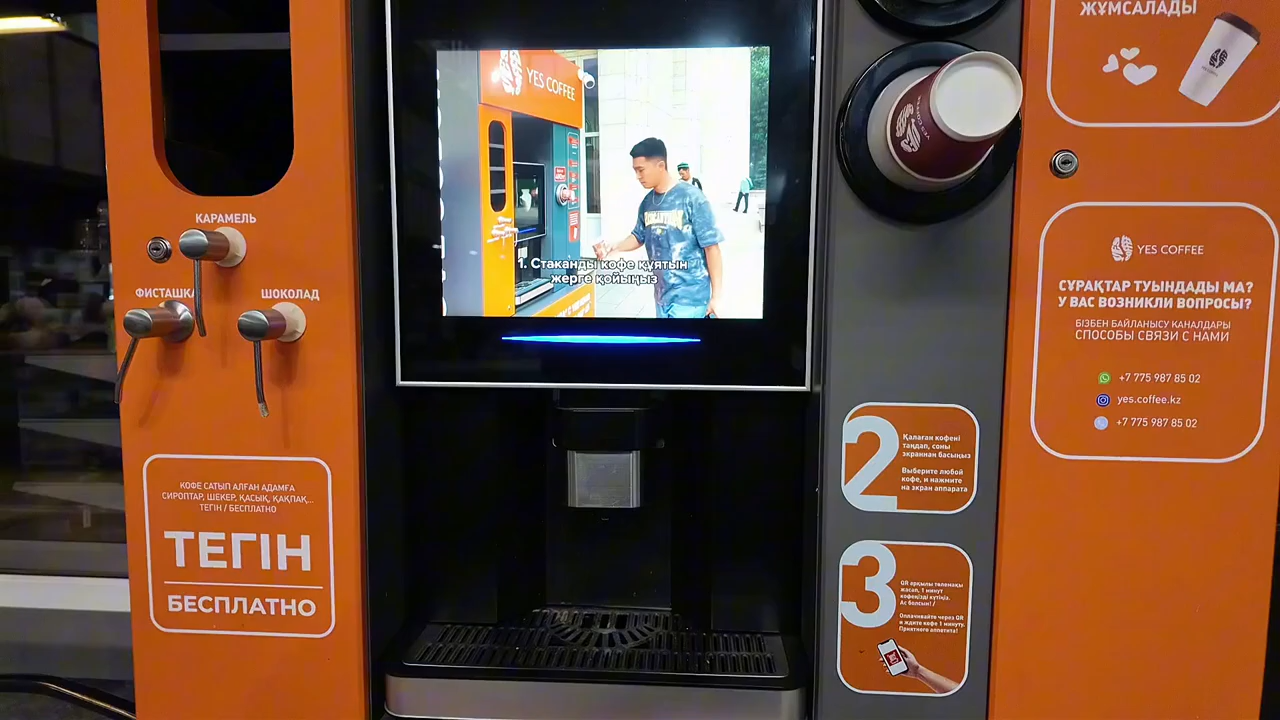 КАРАМЕЛЬ
ФИСТАШКА
ШОКОЛАД
КОФЕ САТЫП АЛҒАН АДАМҒА
СИРОПТАР, ШЕКЕР, ҚАСЫҚ, ҚАҚПАҚ...
ТЕГІН / БЕСПЛАТНО
ТЕГІН
БЕСПЛАТНО
YES COFFEE
1. Стаканды кофе құятын
жерге қойыңыз
YES COFFEE
2
Қалаған кофені
таңдап, соны
экраннан басыңыз
Выберите любой
кофе, и нажмите
на экран аппарата
3
QR арқылы төлемақы
жасап, 1 минут
кофеңізді күтіңіз.
Ас болсын! /
Оплачивайте через QR
и ждите кофе 1 минуту.
Приятного аппетита!
ЖҰМСАЛАДЫ
YES COFFEE
СҰРАҚТАР ТУЫНДАДЫ МА?
У ВАС ВОЗНИКЛИ ВОПРОСЫ?
БІЗБЕН БАЙЛАНЫСУ КАНАЛДАРЫ
СПОСОБЫ СВЯЗИ С НАМИ
+7 775 987 85 02
yes.coffee.kz
+7 775 987 85 02